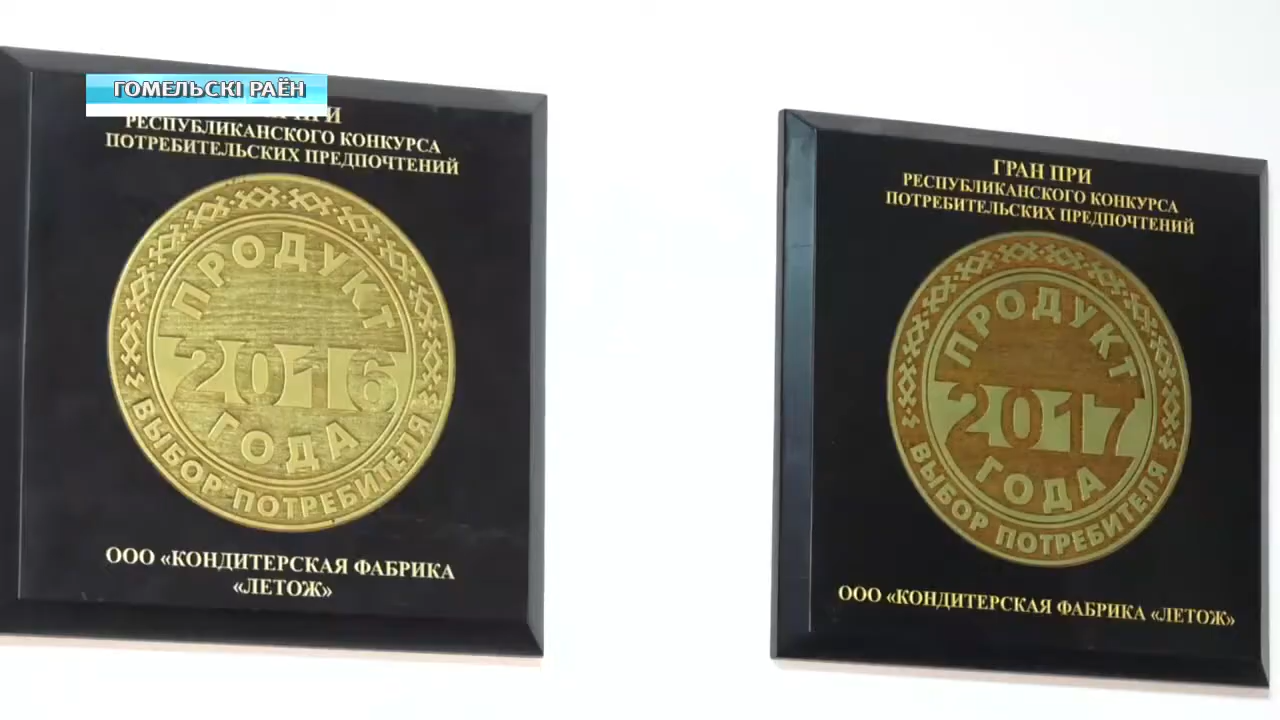 ГОМЕЛЬСКІ РАЁН
ПРИ
РЕСПУБЛИКАНСКОГО КОНКУРСА
ПОТРЕБИТЕЛЬСКИХ ПРЕДПОЧТЕНИЙ
ПРОДУКТ
2016
ГОДА
ВЫБОР ПОТРЕБИТЕЛЯ
ООО «КОНДИТЕРСКАЯ ФАБРИКА
«ЛЕТОЖ»
ГРАН ПРИ
РЕСПУБЛИКАНСКОГО КОНКУРСА
ПОТРЕБИТЕЛЬСКИХ ПРЕДПОЧТЕНИЙ
ПРОДУКТ
2017
ГОДА
ВЫБОР ПОТРЕБИТЕЛЯ
ООО «КОНДИТЕРСКАЯ ФАБРИКА «ЛЕТОЖ»